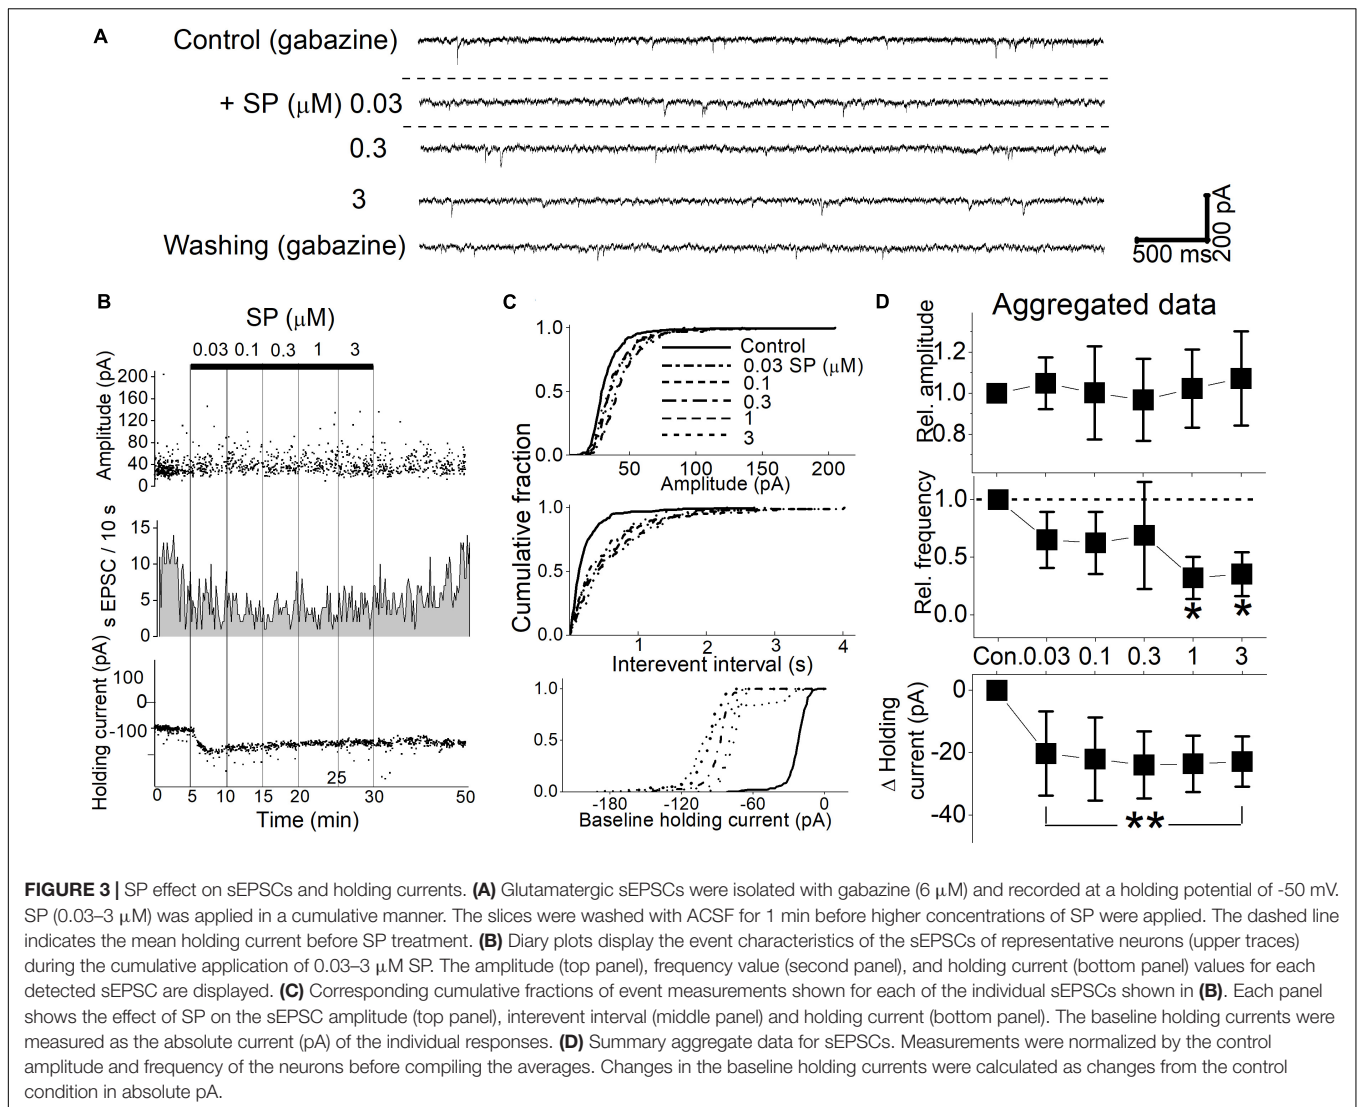 A
Control (gabazine)
+ SP (μM) 0.03
0.3
3
Washing (gabazine)
500 ms
200 pA
B
SP (μM)
0.03 0.1 0.3 1 3
Amplitude (pA)
200
160
120
80
40
0
s EPSC / 10 s
15
10
5
0
Holding current (pA)
100
0
-100
25
0 5 10 15 20 30 50
Time (min)
C
Cumulative fraction
1.0
0.5
0.0
Control
0.03 SP (μM)
0.1
0.3
1
3
50 100 150 200
Amplitude (pA)
1.0
0.5
0.0
1 2 3 4
Interevent interval (s)
1.0
0.5
0.0
-180 -120 -60 0
Baseline holding current (pA)
D
Aggregated data
Rel. amplitude
1.2
1.0
0.8
Rel. frequency
1.0
0.5
0.0
* *
Con. 0.03 0.1 0.3 1 3
Δ Holding
current (pA)
0
-20
-40
**
FIGURE 3 | SP effect on sEPSCs and holding currents. (A) Glutamatergic sEPSCs were isolated with gabazine (6 μM) and recorded at a holding potential of -50 mV.
SP (0.03–3 μM) was applied in a cumulative manner. The slices were washed with ACSF for 1 min before higher concentrations of SP were applied. The dashed line
indicates the mean holding current before SP treatment. (B) Diary plots display the event characteristics of the sEPSCs of representative neurons (upper traces)
during the cumulative application of 0.03–3 μM SP. The amplitude (top panel), frequency value (second panel), and holding current (bottom panel) values for each
detected sEPSC are displayed. (C) Corresponding cumulative fractions of event measurements shown for each of the individual sEPSCs shown in (B). Each panel
shows the effect of SP on the sEPSC amplitude (top panel), interevent interval (middle panel) and holding current (bottom panel). The baseline holding currents were
measured as the absolute current (pA) of the individual responses. (D) Summary aggregate data for sEPSCs. Measurements were normalized by the control
amplitude and frequency of the neurons before compiling the averages. Changes in the baseline holding currents were calculated as changes from the control
condition in absolute pA.